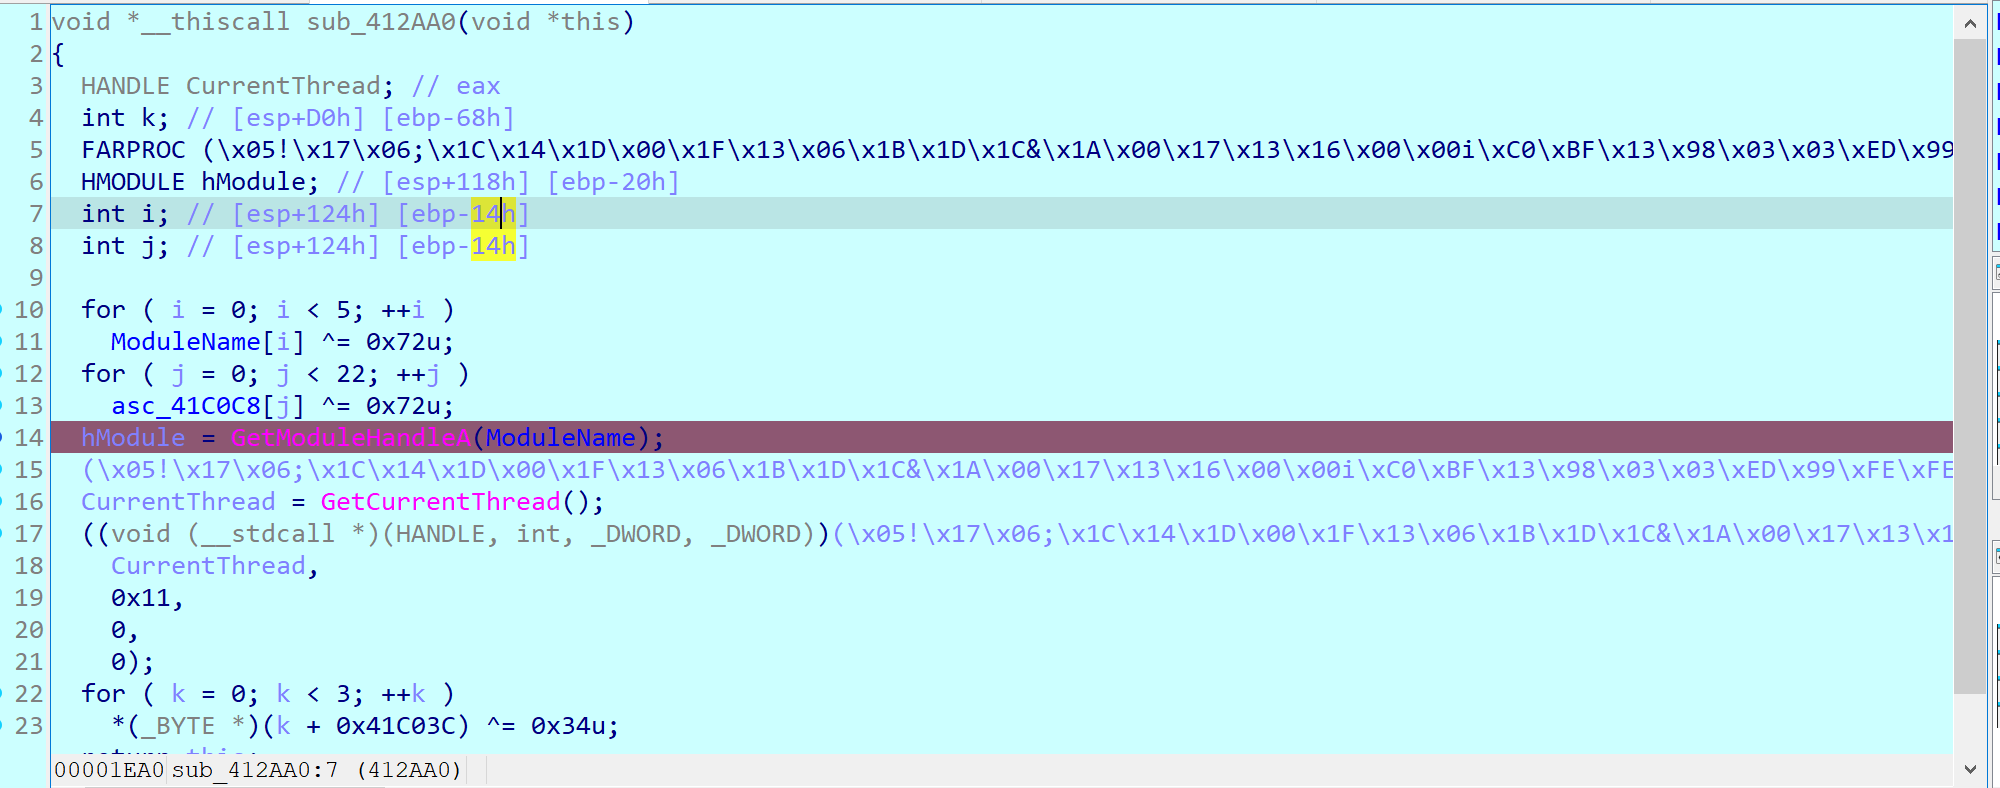 1 void *__thiscall sub_412AA0(void *this)
2 {
3   HANDLE CurrentThread; // eax
4   int k; // [esp+D0h] [ebp-68h]
5   FARPROC (\x05!\x17\x06;\x1C\x14\x1D\x00\x1F\x13\x06\x1B\x1D\x1C&\x1A\x00\x17\x13\x16\x00\x00i\xC0\xBF\x13\x98\x03\x03\xED\x99
6   HMODULE hModule; // [esp+118h] [ebp-20h]
7   int i; // [esp+124h] [ebp-14h]
8   int j; // [esp+124h] [ebp-14h]
9
10   for ( i = 0; i < 5; ++i )
11     ModuleName[i] ^= 0x72u;
12   for ( j = 0; j < 22; ++j )
13     asc_41C0C8[j] ^= 0x72u;
14   hModule = GetModuleHandleA(ModuleName);
15   (\x05!\x17\x06;\x1C\x14\x1D\x00\x1F\x13\x06\x1B\x1D\x1C&\x1A\x00\x17\x13\x16\x00\x00i\xC0\xBF\x13\x98\x03\x03\xED\x99\xFE\xFE
16   CurrentThread = GetCurrentThread();
17   ((void (__stdcall *)(HANDLE, int, _DWORD, _DWORD))(\x05!\x17\x06;\x1C\x14\x1D\x00\x1F\x13\x06\x1B\x1D\x1C&\x1A\x00\x17\x13\x1
18     CurrentThread,
19     0x11,
20     0,
21     0);
22   for ( k = 0; k < 3; ++k )
23     *(_BYTE *)(k + 0x41C03C) ^= 0x34u;
00001EA0 sub_412AA0:7 (412AA0)